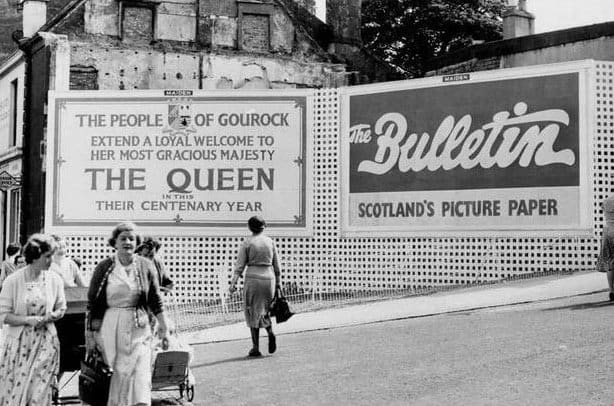 MAIDEN
THE PEOPLE OF GOUROCK
EXTEND A LOYAL WELCOME TO
HER MOST GRACIOUS MAJESTY
THE QUEEN
IN THIS
THEIR CENTENARY YEAR
MAIDEN
The Bulletin
SCOTLAND'S PICTURE PAPER